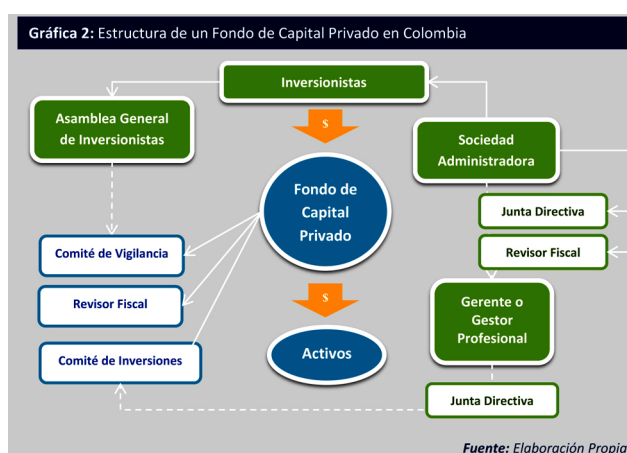 Gráfica 2: Estructura de un Fondo de Capital Privado en Colombia
Inversionistas
Asamblea General
de Inversionistas
$
Sociedad
Administradora
Fondo de
Capital
Privado
Junta Directiva
Comité de Vigilancia
Revisor Fiscal
Revisor Fiscal
$
Gerente o
Gestor
Profesional
Comité de Inversiones
Activos
Junta Directiva
Fuente: Elaboración Propia